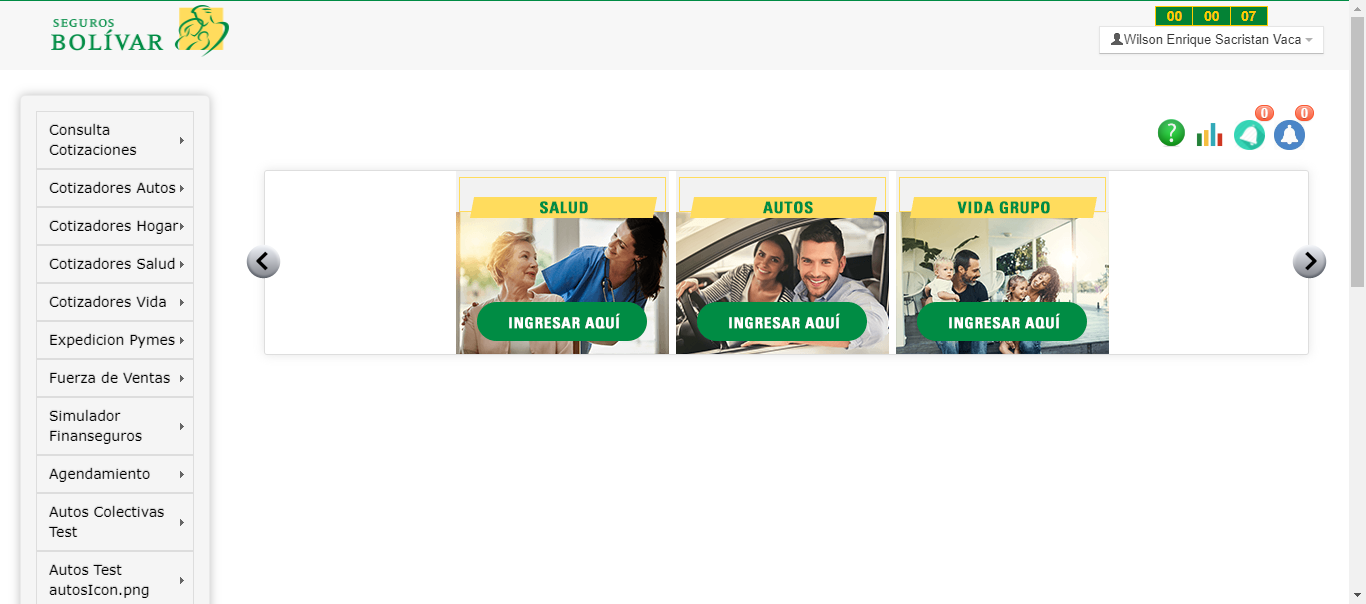 SEGUROS
BOLÍVAR
00 00 07
Wilson Enrique Sacristan Vaca
Consulta
Cotizaciones
Cotizadores Autos
Cotizadores Hogar
Cotizadores Salud
Cotizadores Vida
Expedicion Pymes
Fuerza de Ventas
Simulador
Finanseguros
Agendamiento
Autos Colectivas
Test
Autos Test
autosIcon.png
?
0
0
SALUD
INGRESAR AQUÍ
AUTOS
INGRESAR AQUÍ
VIDA GRUPO
INGRESAR AQUÍ